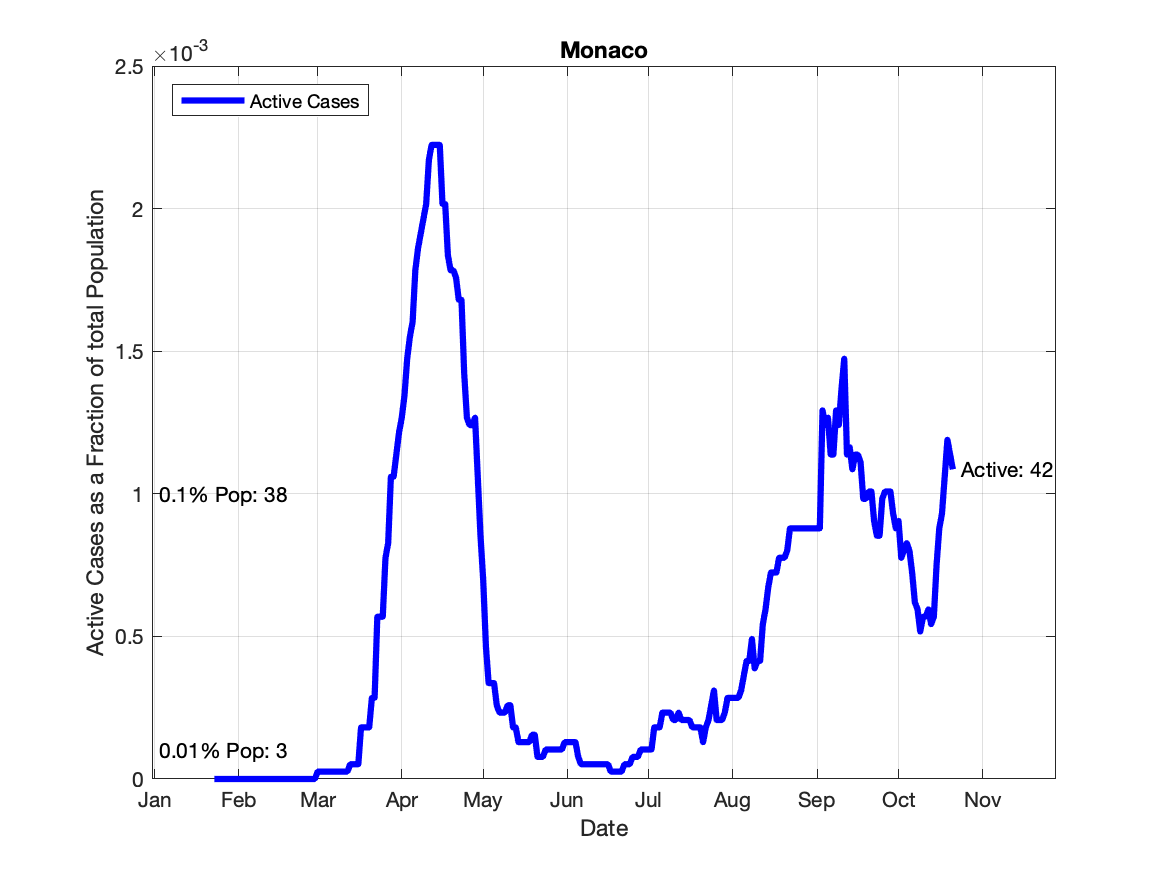 Monaco
×10-3
Active Cases
2.5
2
1.5
1
0.5
0
Active Cases as a Fraction of total Population
0.1% Pop: 38
0.01% Pop: 3
Active: 42
Jan Feb Mar Apr May Jun Jul Aug Sep Oct Nov
Date